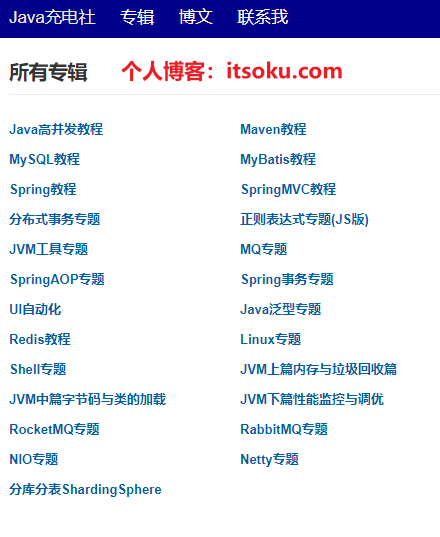 Java充电社 专辑 博文 联系我
所有专辑 个人博客：itsoku.com
Java高并发教程 Maven教程
MySQL教程 MyBatis教程
Spring教程 SpringMVC教程
分布式事务专题 正则表达式专题(JS版)
JVM工具专题 MQ专题
SpringAOP专题 Spring事务专题
UI自动化 Java泛型专题
Redis教程 Linux专题
Shell专题 JVM上篇内存与垃圾回收篇
JVM中篇字节码与类的加载 JVM下篇性能监控与调优
RocketMQ专题 RabbitMQ专题
NIO专题 Netty专题
分库分表ShardingSphere